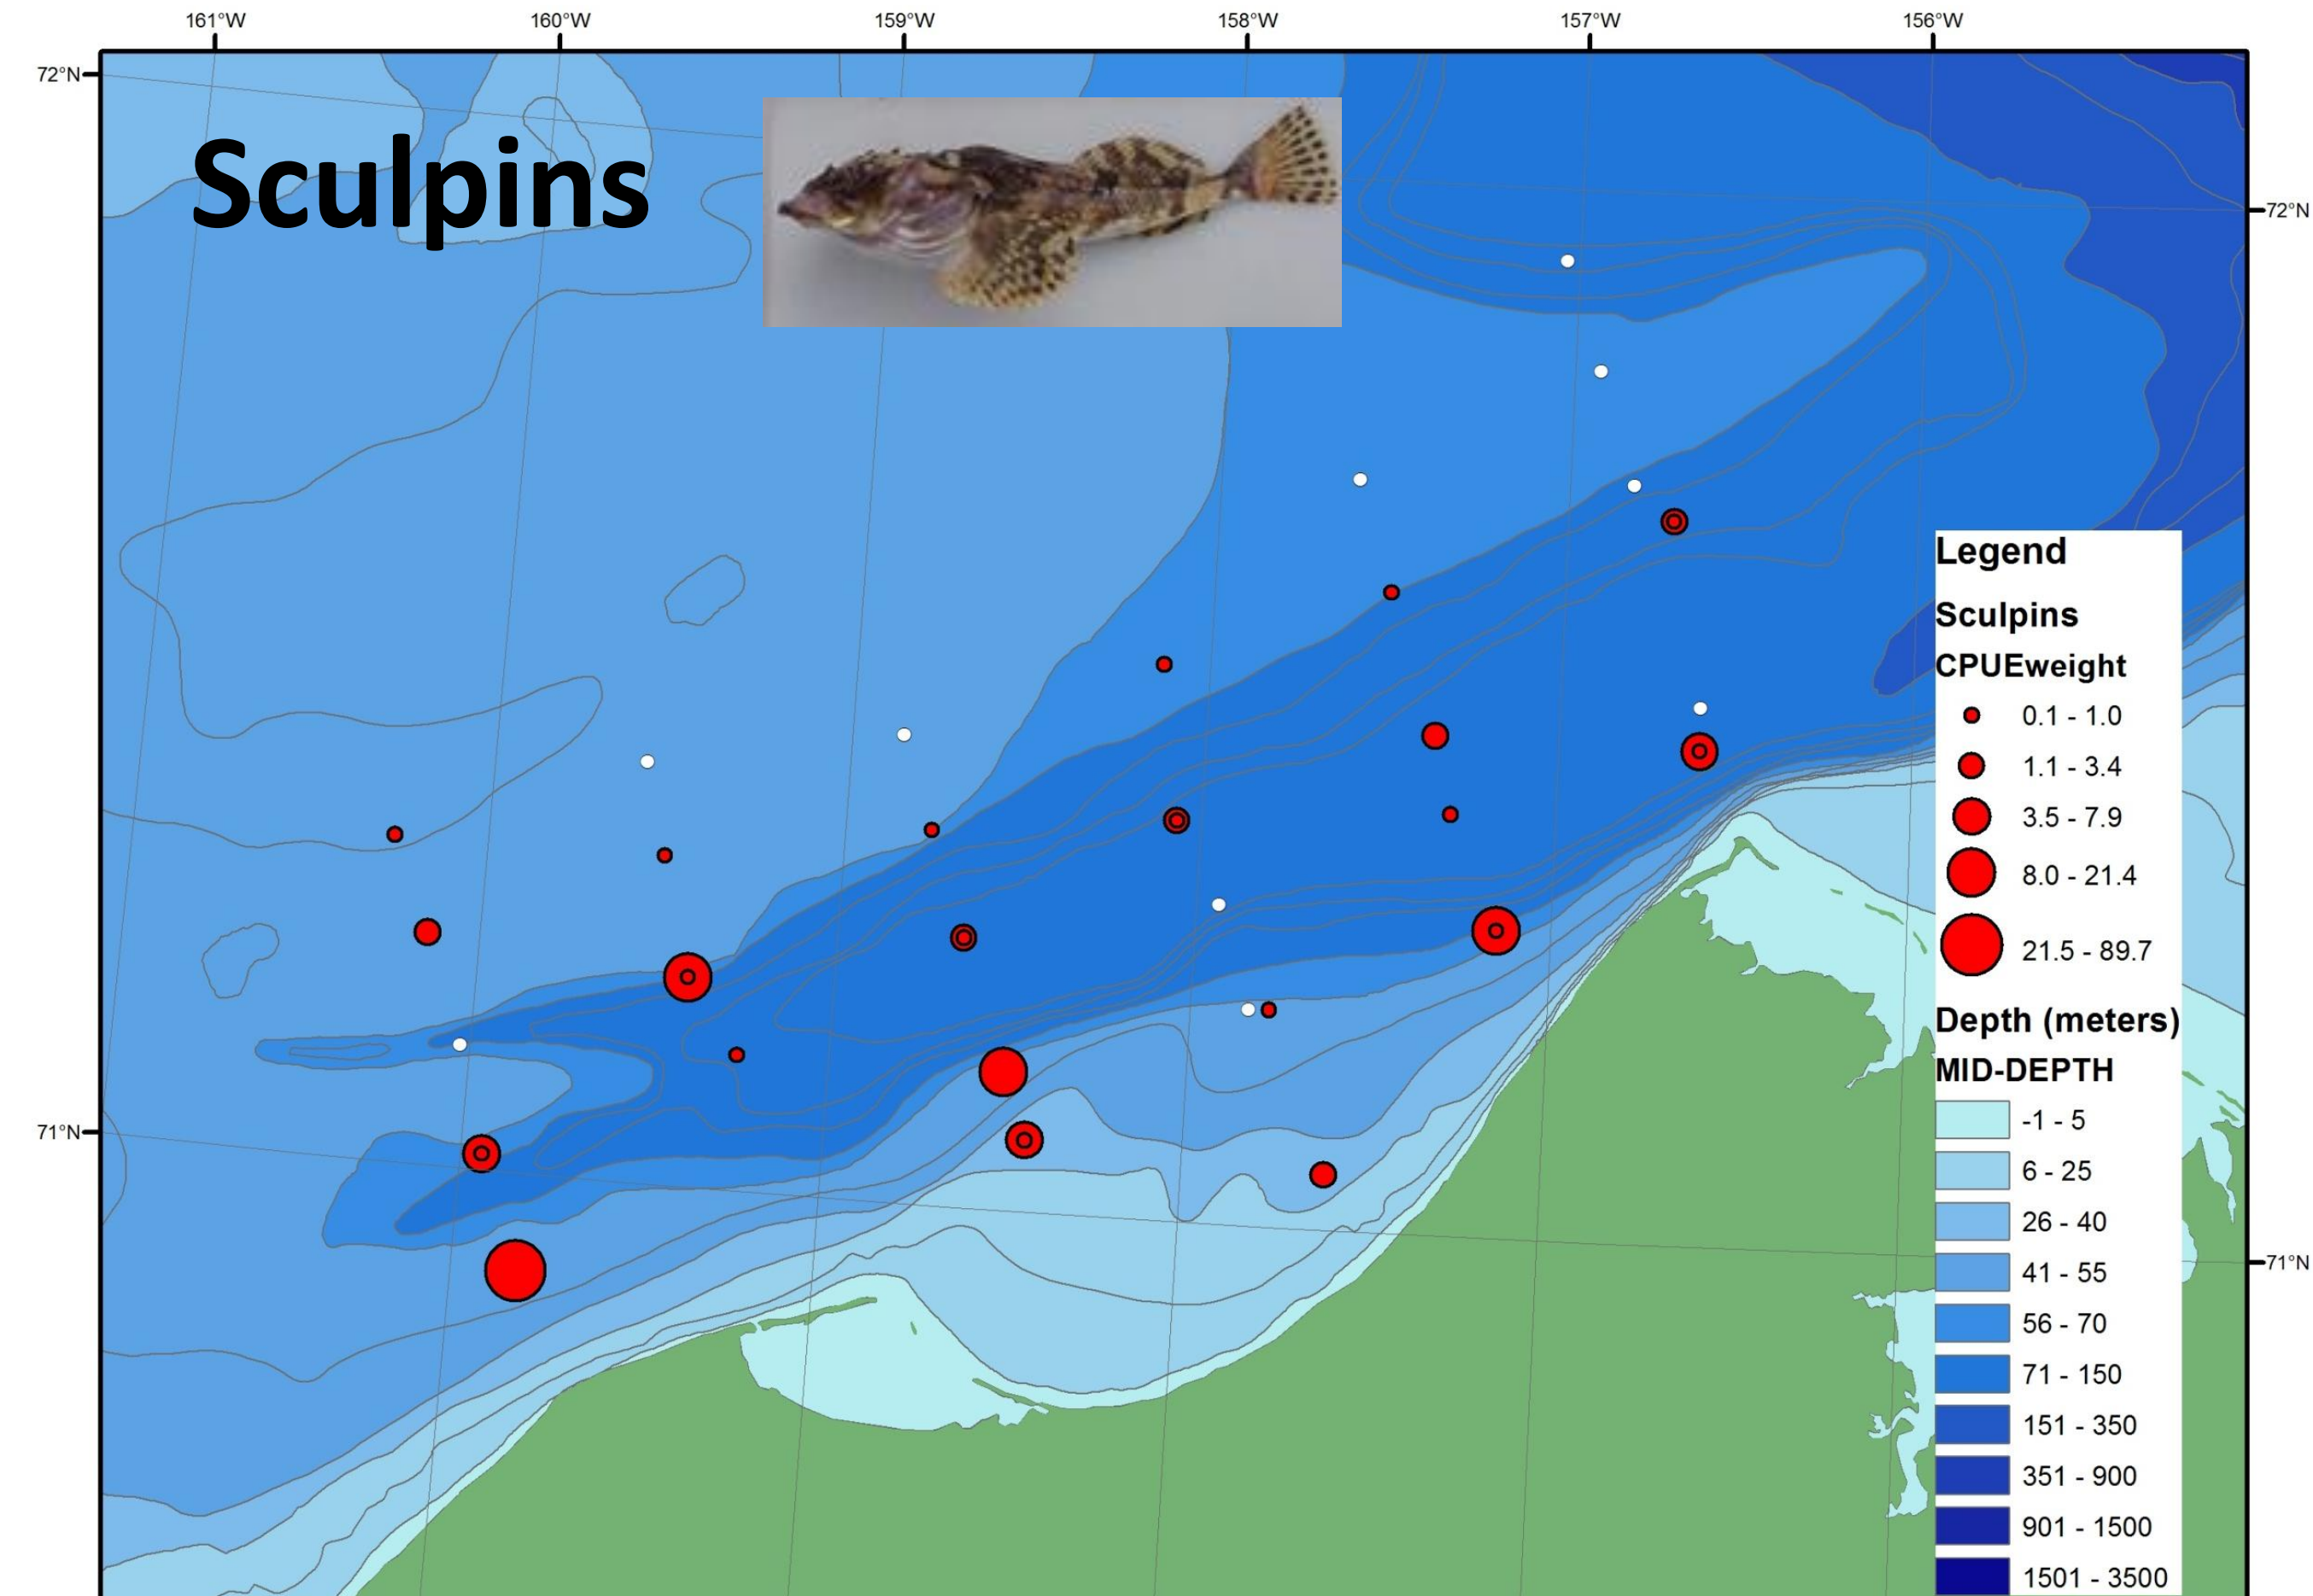 161°W 160°W 159°W 158°W 157°W 156°W
72°N
Sculpins
72°N
Legend
Sculpins
CPUEweight
0.1 - 1.0
1.1 - 3.4
3.5 - 7.9
8.0 - 21.4
21.5 - 89.7
Depth (meters)
MID-DEPTH
-1 - 5
71°N
6 - 25
26 - 40
71°N
41 - 55
56 - 70
71 - 150
151 - 350
351 - 900
901 - 1500
1501 - 3500